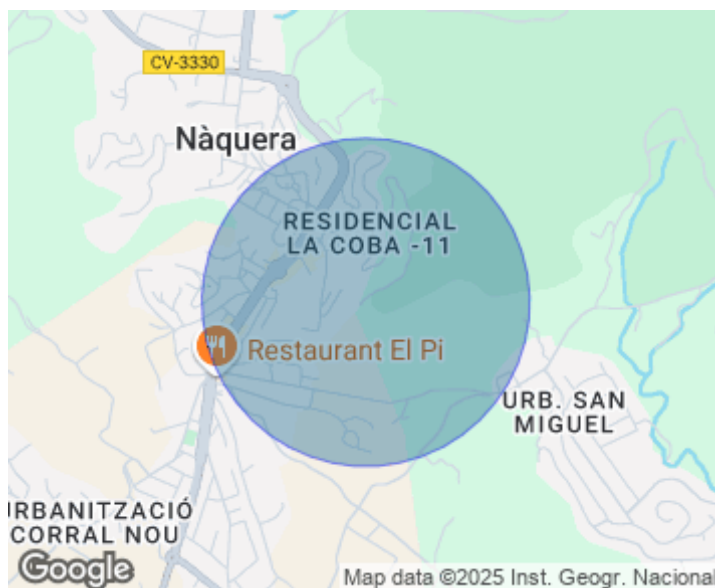 CV-3330
Nàquera
RESIDENCIAL
LA COBA -11
Restaurant El Pi
URB. SAN
MIGUEL
URBANITZACIÓ
CORRAL NOU
Google
Map data ©2025 Inst. Geogr. Nacional